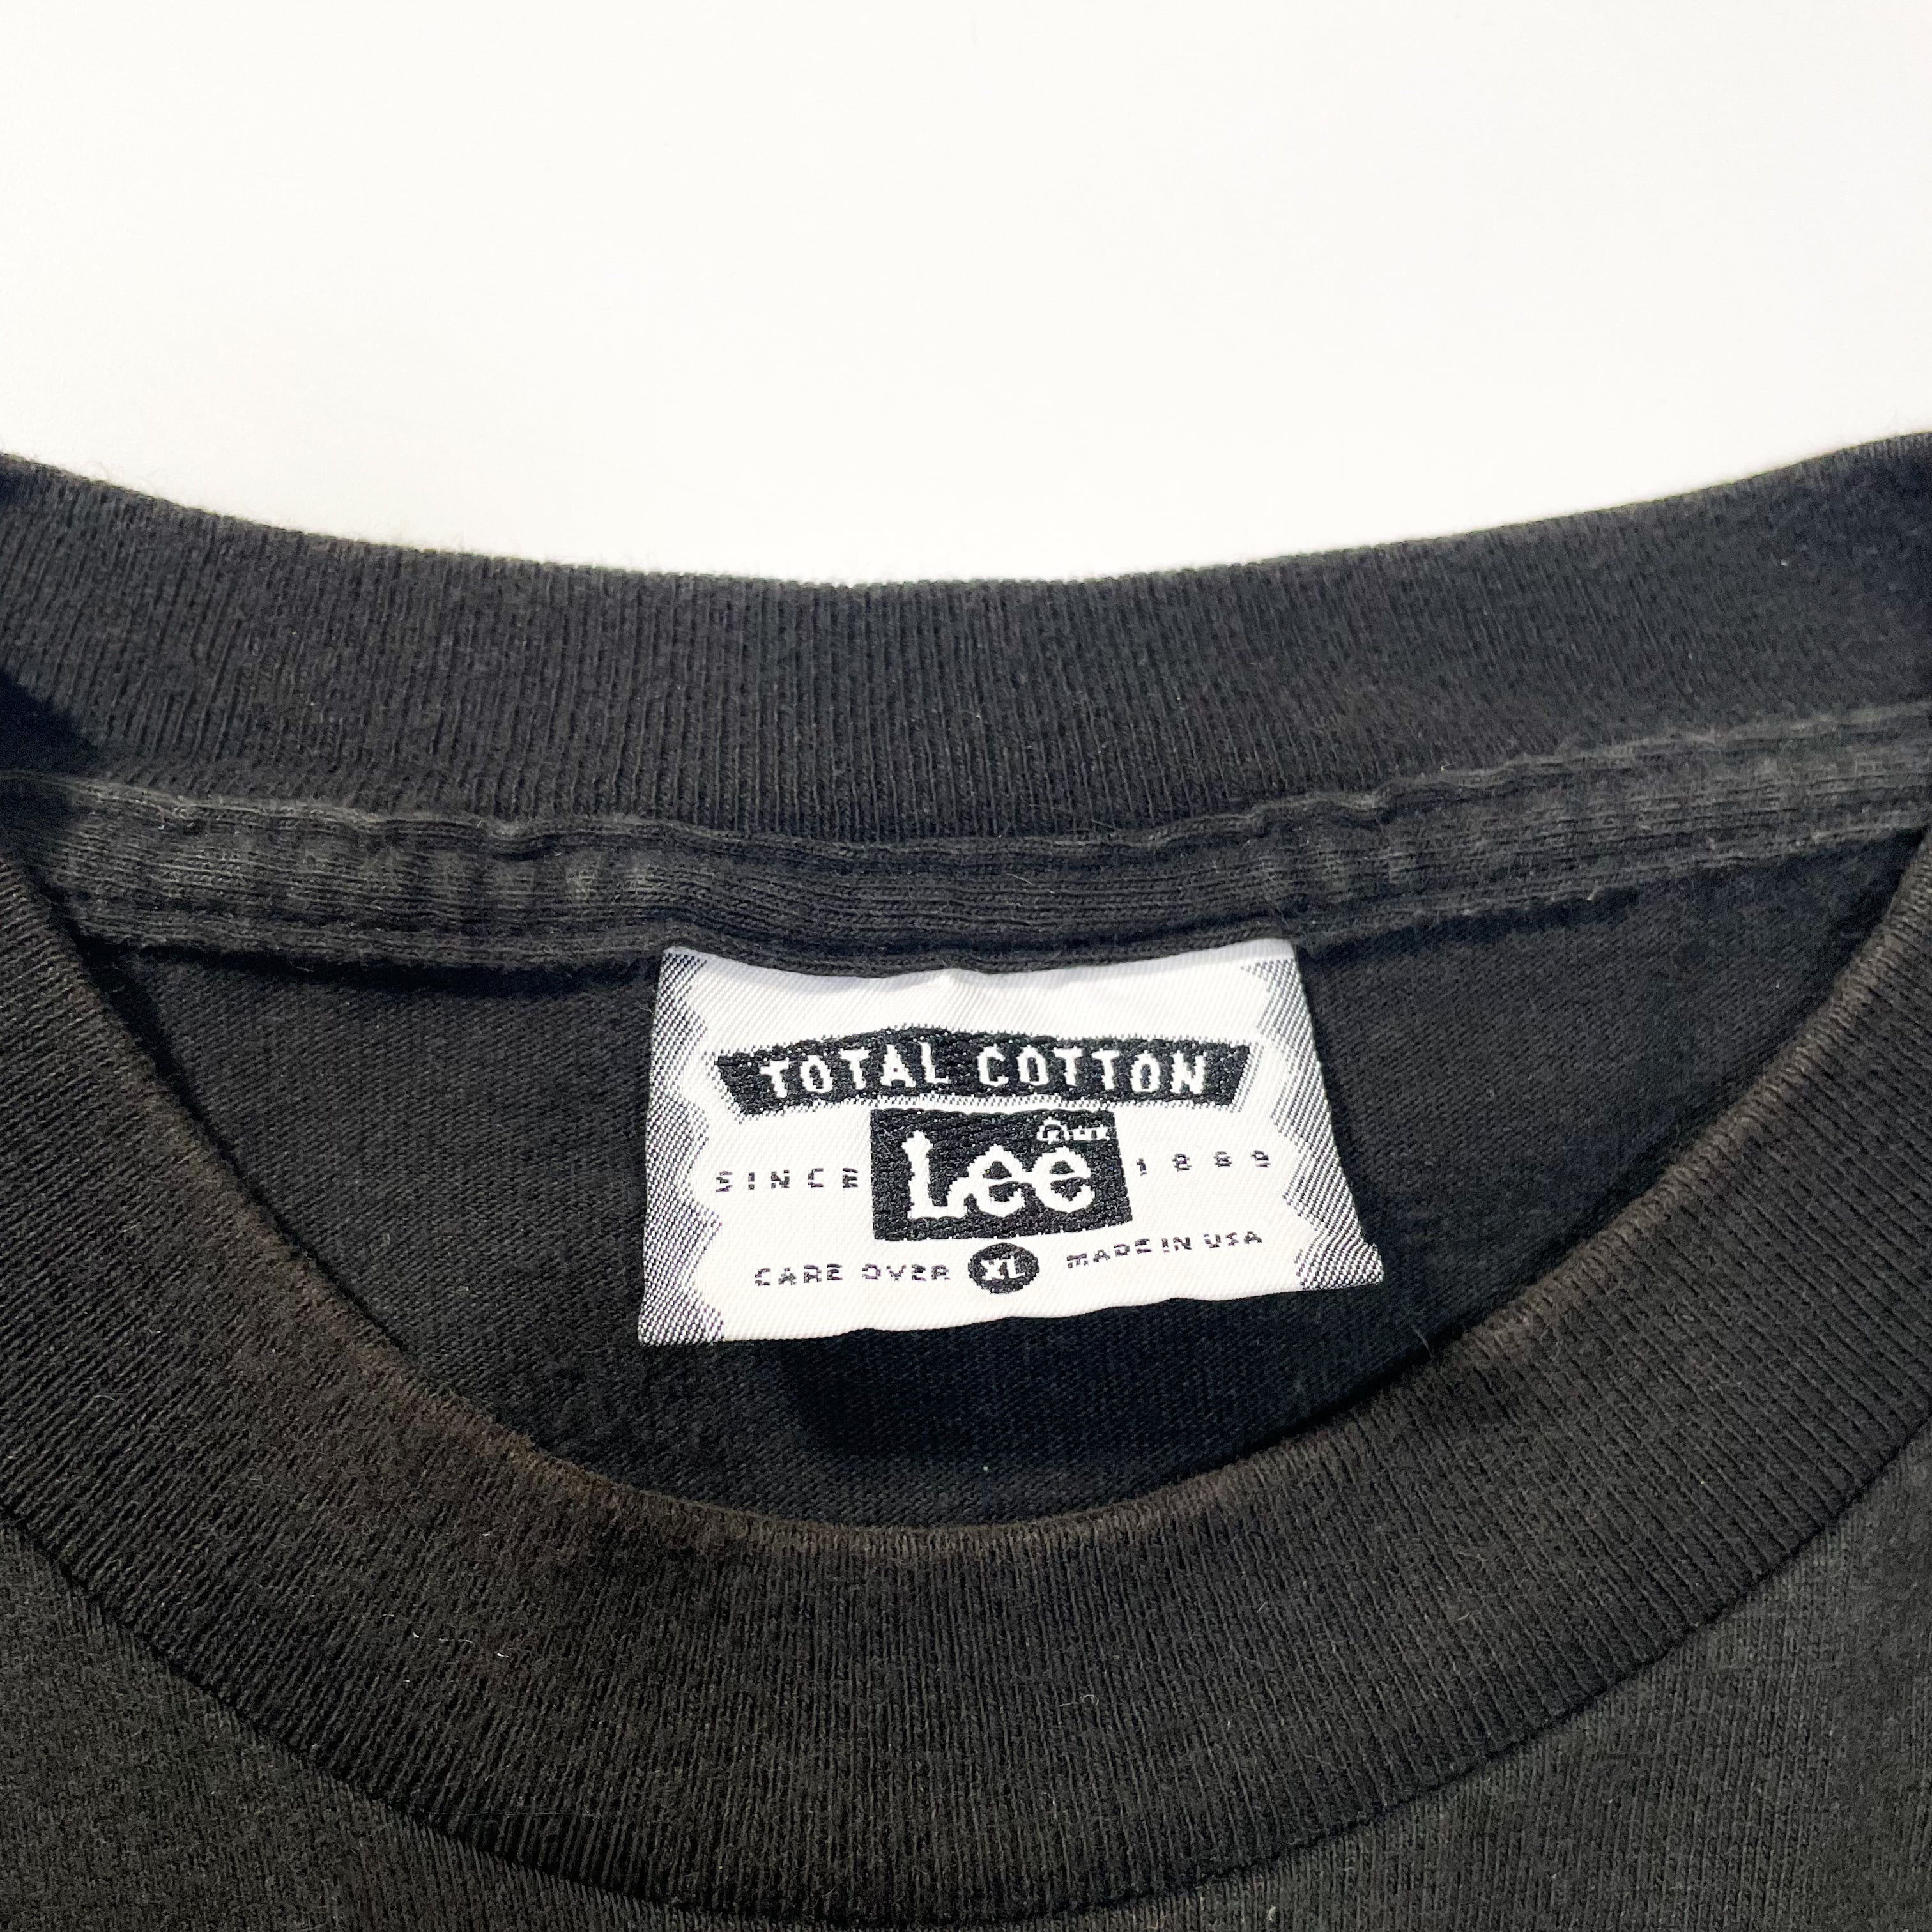 TOTAL COTTON
SINCE Lee ® 1889
CARE OVER XL MADE IN USA